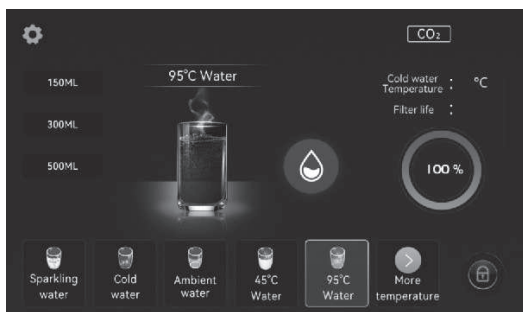 CO₂
150ML
300ML
500ML
95°C Water
Cold water
Temperature : °C
Filter life :
100 %
Sparkling
water
Cold
water
Ambient
water
45°C
Water
95°C
Water
More
temperature